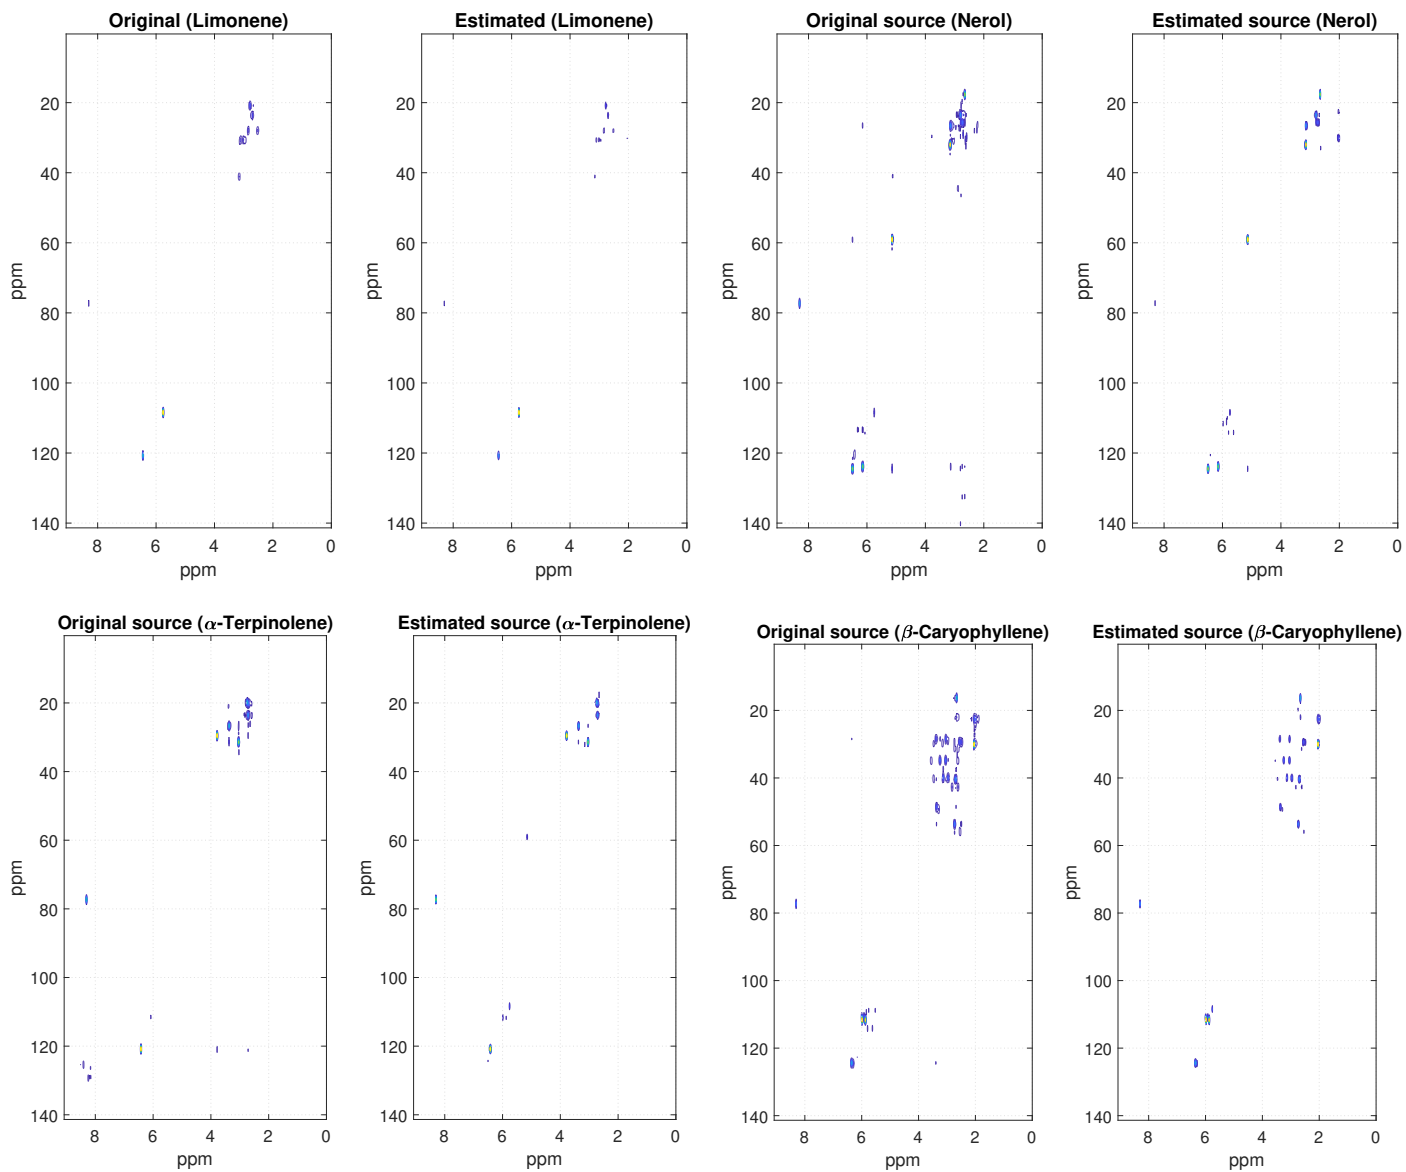 Original (Limonene)
20
40
60
80
100
120
140
8 6 4 2 0
ppm
ppm
Estimated (Limonene)
20
40
60
80
100
120
140
8 6 4 2 0
ppm
ppm
Original source (Nerol)
20
40
60
80
100
120
140
8 6 4 2 0
ppm
ppm
Estimated source (Nerol)
20
40
60
80
100
120
140
8 6 4 2 0
ppm
ppm
Original source (α-Terpinolene)
20
40
60
80
100
120
140
8 6 4 2 0
ppm
ppm
Estimated source (α-Terpinolene)
20
40
60
80
100
120
140
8 6 4 2 0
ppm
ppm
Original source (β-Caryophyllene)
20
40
60
80
100
120
140
8 6 4 2 0
ppm
ppm
Estimated source (β-Caryophyllene)
20
40
60
80
100
120
140
8 6 4 2 0
ppm
ppm